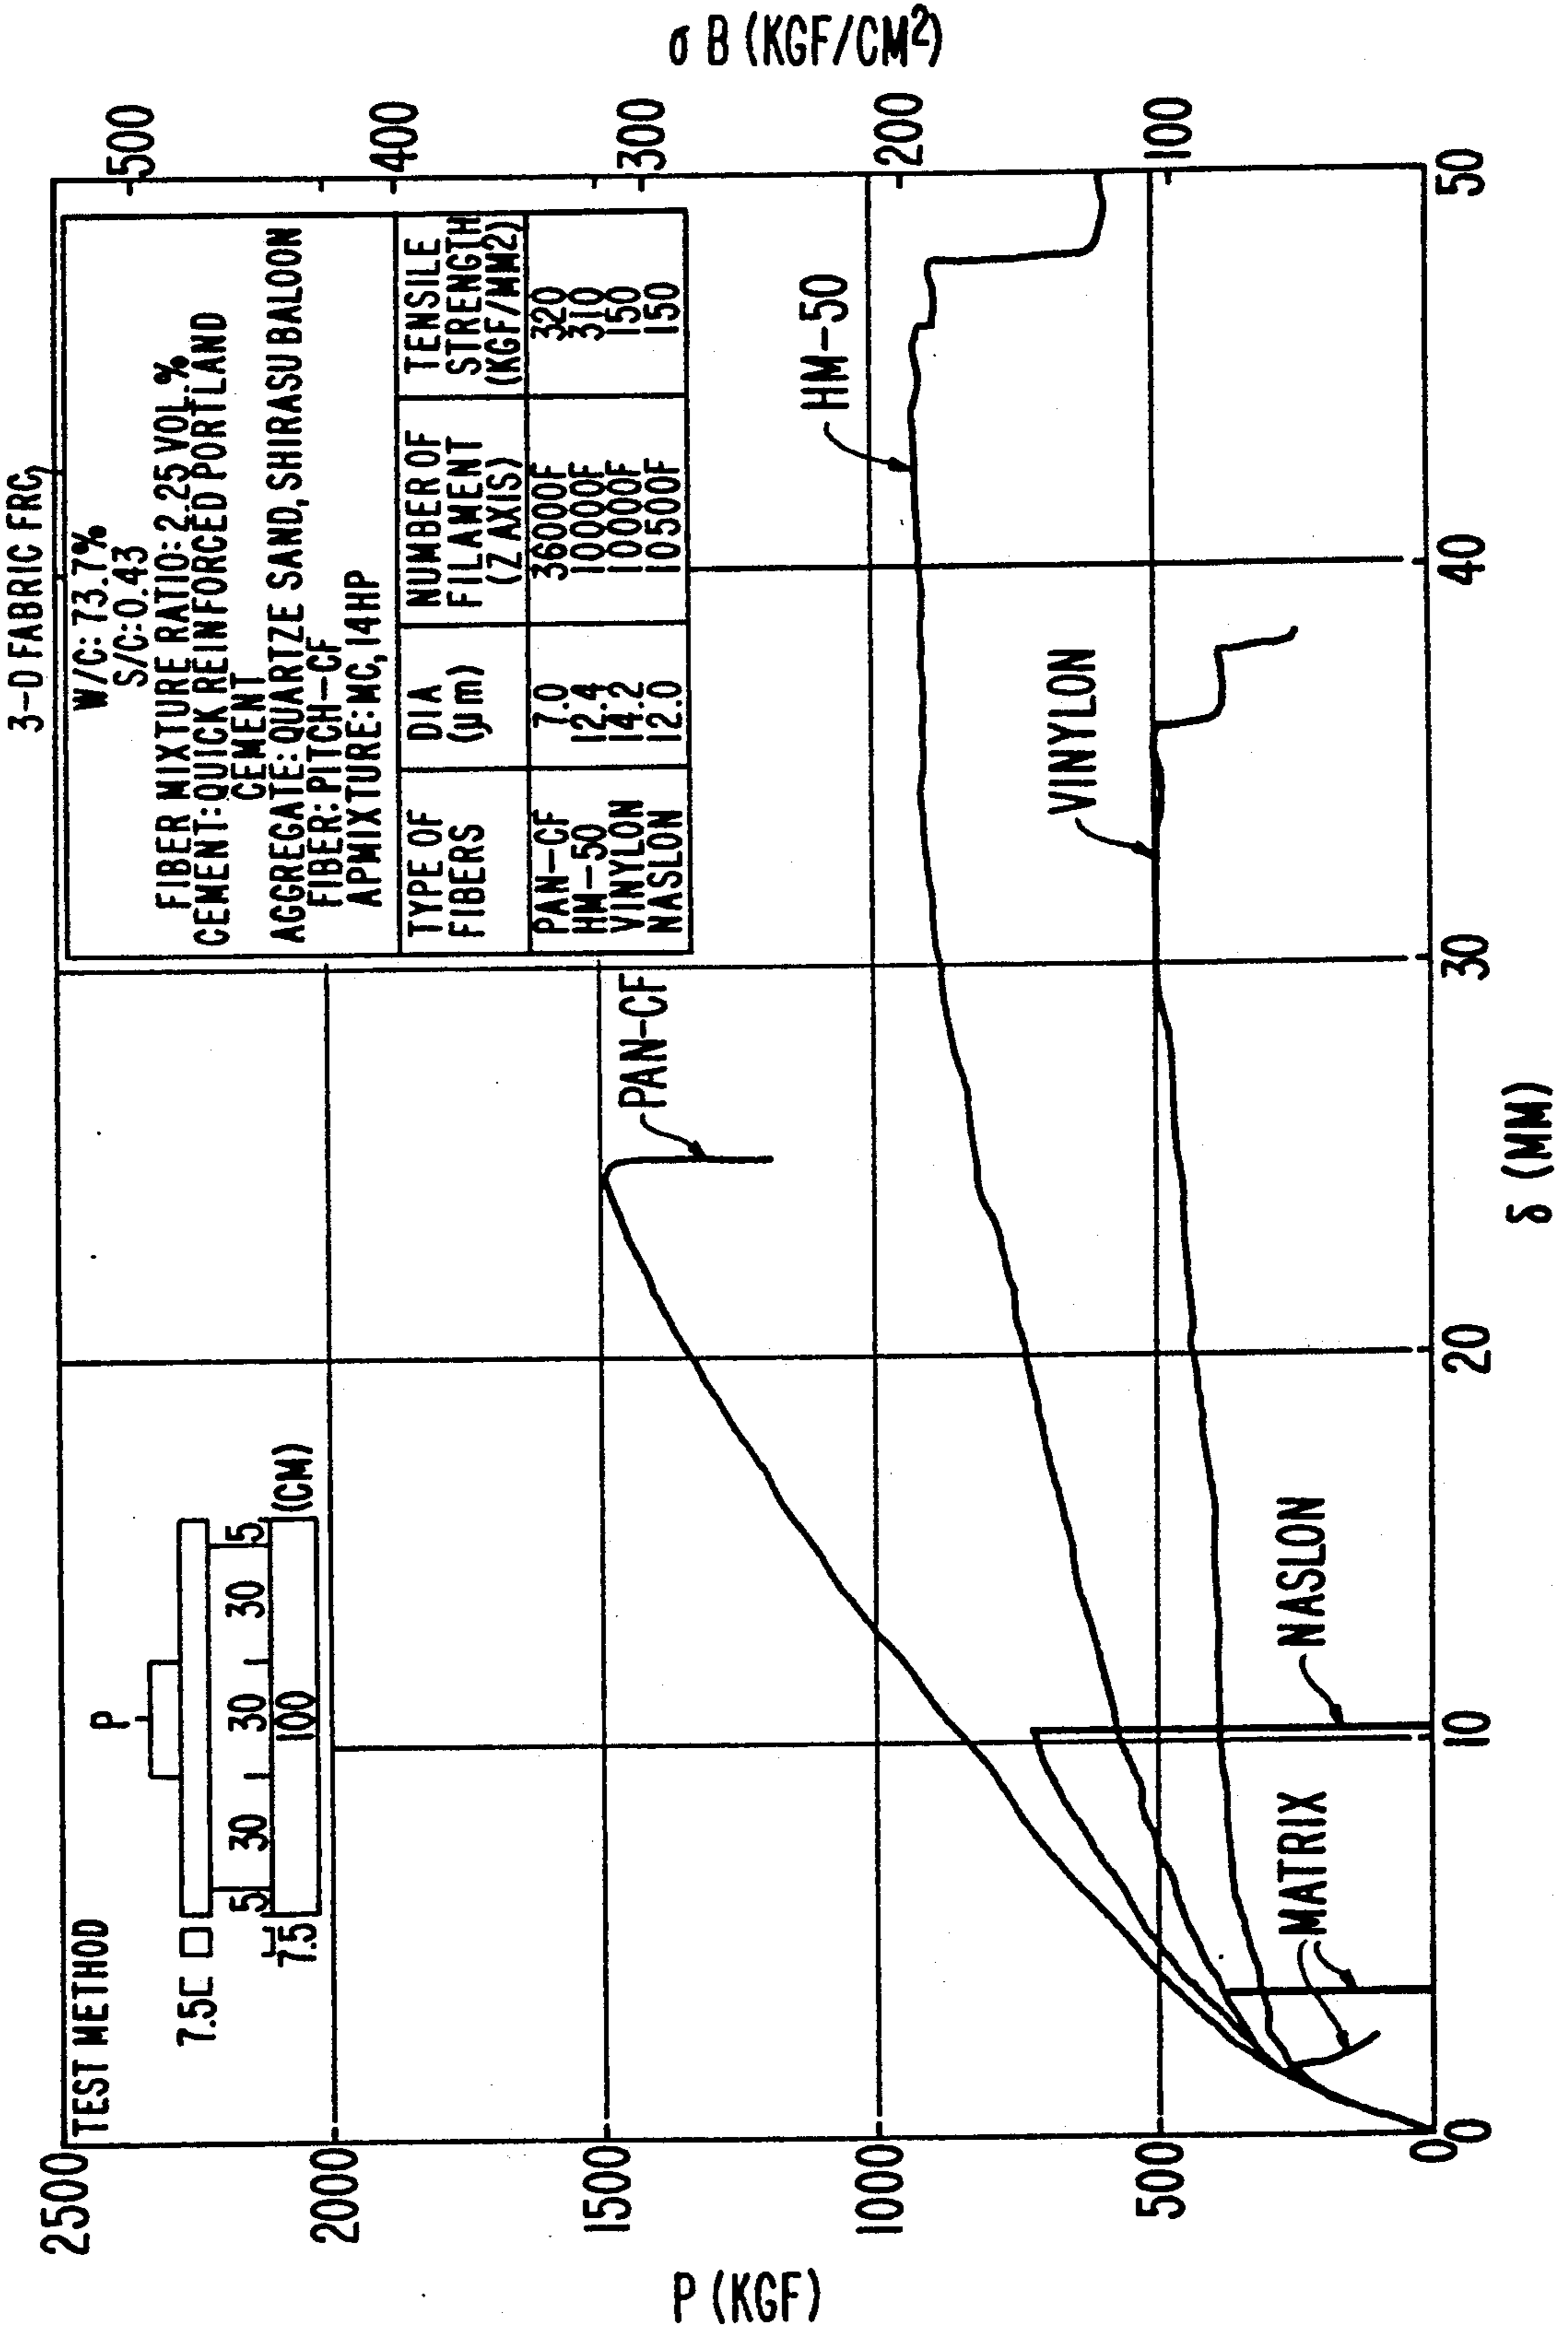 3-D FABRIC FRC
W/C: 73.7%
S/C: 0.43
FIBER MIXTURE RATIO: 2.25 VOL.%
CEMENT: QUICK REINFORCED PORTLAND
CEMENT
AGGREGATE: QUARTZE SAND, SHIRASU BALOON
FIBER: PITCH-CF
APMIXTURE: MC, 14HP
TYPE OF FIBERS DIA (μm) NUMBER OF FILAMENT (Z AXIS) TENSILE STRENGTH (KGF/MM2)
PAN-CF 7.0 36000F 320
HM-50 12.4 10000F 310
VINYLON 14.2 10000F 150
NASLON 12.0 10500F 150
TEST METHOD
P
7.5
5 30 30 30 5
7.5 100 (CM)
PAN-CF
HM-50
VINYLON
NASLON
MATRIX
P (KGF)
2500
2000
1500
1000
500
0
σ B (KGF/CM2)
500
400
300
200
100
0 10 20 30 40 50
δ (MM)